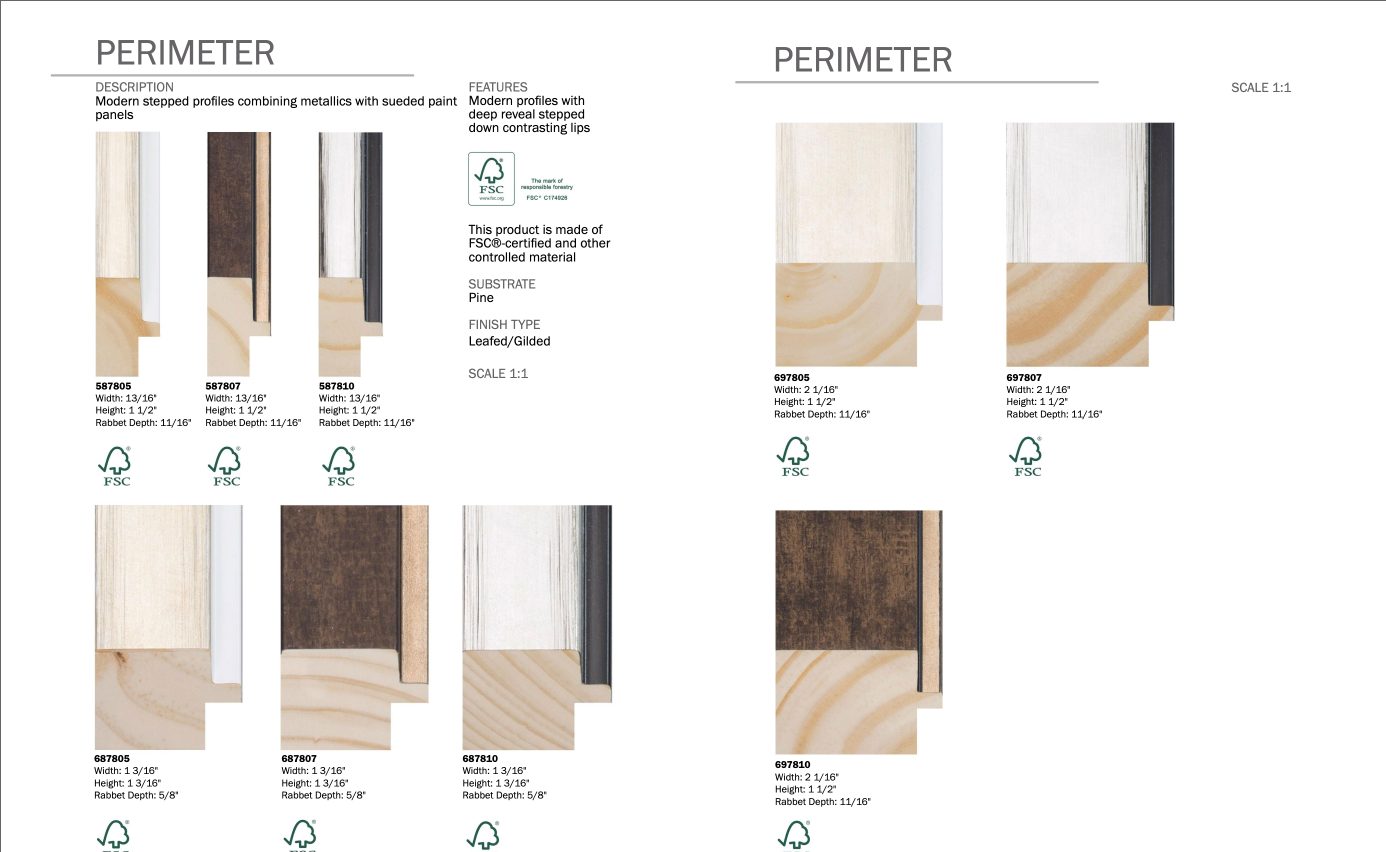 PERIMETER
DESCRIPTION
Modern stepped profiles combining metallics with sueded paint
panels
FEATURES
Modern profiles with
deep reveal stepped
down contrasting lips
FSC
www.fsc.org
The mark of
responsible forestry
FSC® C174926
This product is made of
FSC®-certified and other
controlled material
SUBSTRATE
Pine
FINISH TYPE
Leafed/Gilded
SCALE 1:1
587805
Width: 13/16"
Height: 1 1/2"
Rabbet Depth: 11/16"
FSC
587807
Width: 13/16"
Height: 1 1/2"
Rabbet Depth: 11/16"
FSC
587810
Width: 13/16"
Height: 1 1/2"
Rabbet Depth: 11/16"
FSC
687805
Width: 1 3/16"
Height: 1 3/16"
Rabbet Depth: 5/8"
687807
Width: 1 3/16"
Height: 1 3/16"
Rabbet Depth: 5/8"
687810
Width: 1 3/16"
Height: 1 3/16"
Rabbet Depth: 5/8"
PERIMETER
SCALE 1:1
697805
Width: 2 1/16"
Height: 1 1/2"
Rabbet Depth: 11/16"
FSC
697807
Width: 2 1/16"
Height: 1 1/2"
Rabbet Depth: 11/16"
FSC
697810
Width: 2 1/16"
Height: 1 1/2"
Rabbet Depth: 11/16"